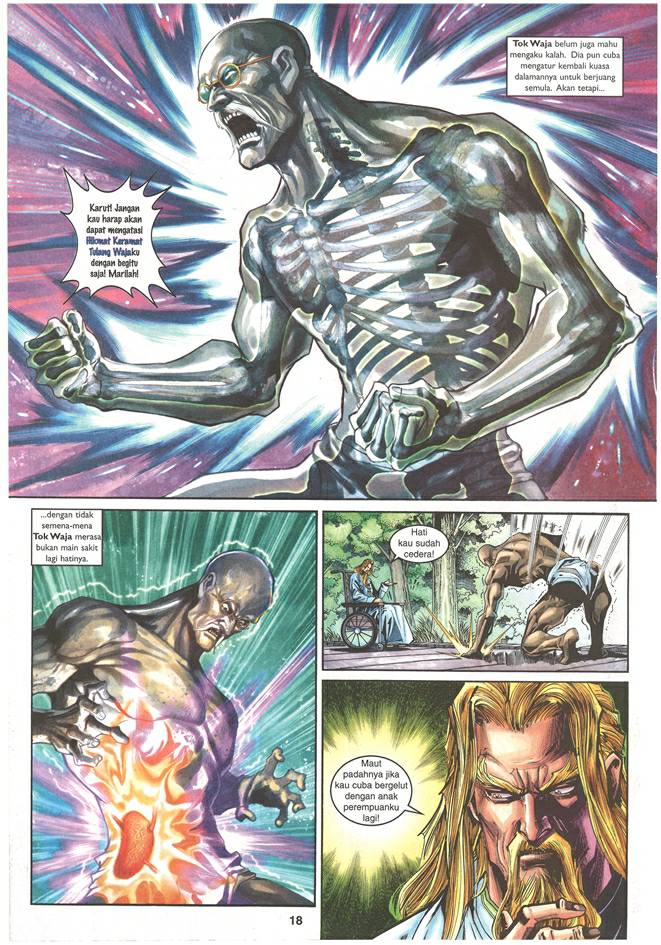 Tok Waja belum juga mahu
mengaku kalah. Dia pun cuba
mengatur kembali kuasa
dalamannya untuk berjuang
semula. Akan tetapi...
Karut! Jangan
kau harap akan
dapat mengatasi
Hikmat Keramat
Tulang Wajaku
dengan begitu
saja! Marilah!
...dengan tidak
semena-mena
Tok Waja merasa
bukan main sakit
lagi hatinya.
Hati
kau sudah
cedera!
Maut
padahnya jika
kau cuba bergelut
dengan anak
perempuanku
lagi!
18